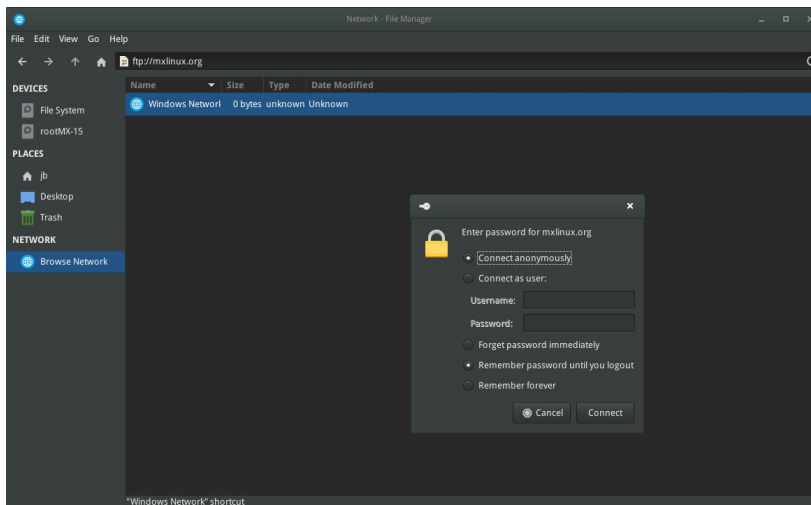 Network - File Manager
File Edit View Go Help
ftp://mxlinux.org
DEVICES
File System
rootMX-15
PLACES
jb
Desktop
Trash
NETWORK
Browse Network
Name Size Type Date Modified
Windows Networl 0 bytes unknown Unknown
Enter password for mxlinux.org
Connect anonymously
Connect as user:
Username:
Password:
Forget password immediately
Remember password until you logout
Remember forever
Cancel Connect
"Windows Network" shortcut